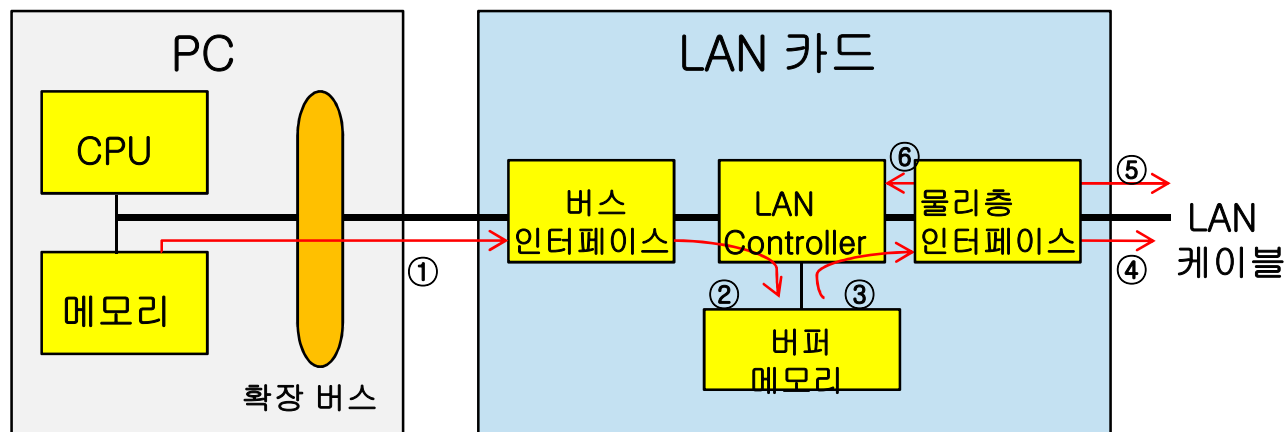 PC
CPU
메모리
확장 버스
①
LAN 카드
버스
인터페이스
LAN
Controller
⑥
물리층
인터페이스
⑤
④
②
③
버퍼
메모리
LAN
케이블